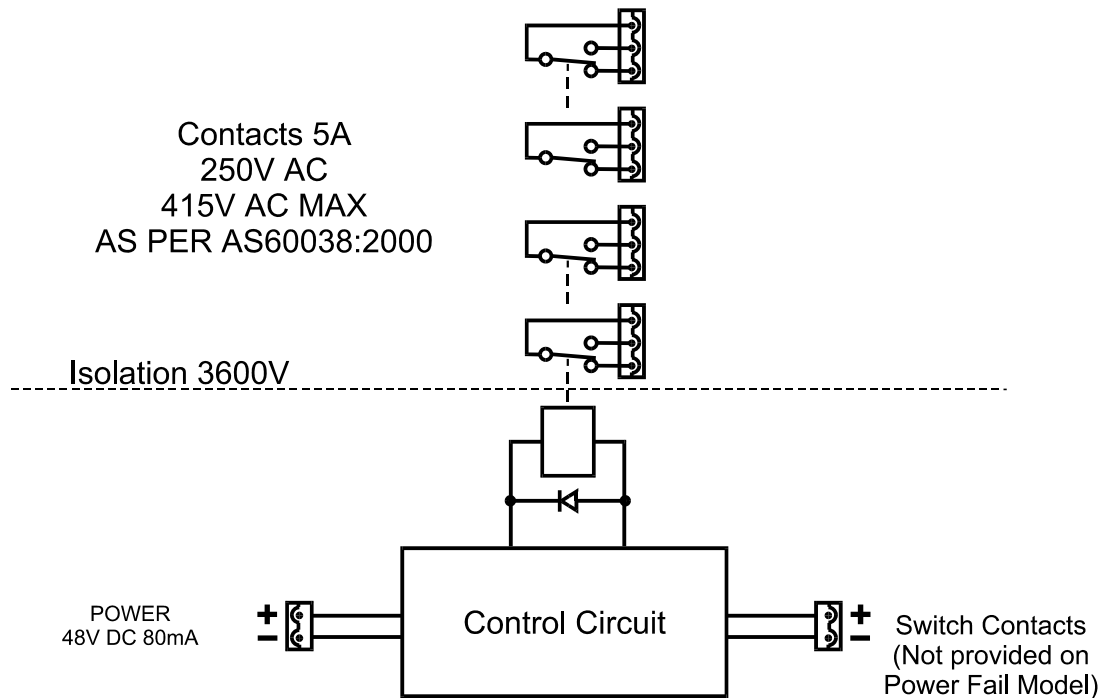 Contacts 5A
250V AC
415V AC MAX
AS PER AS60038:2000
Isolation 3600V
POWER
48V DC 80mA
+
−
Control Circuit
+
−
Switch Contacts
(Not provided on
Power Fail Model)